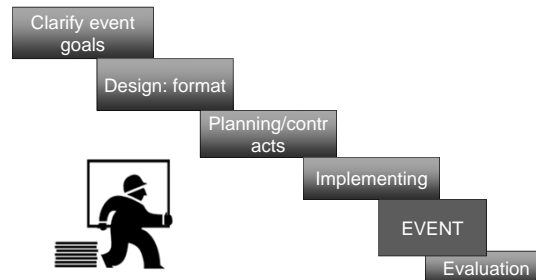 Clarify event
goals
Design: format
Planning/contr
acts
Implementing
EVENT
Evaluation